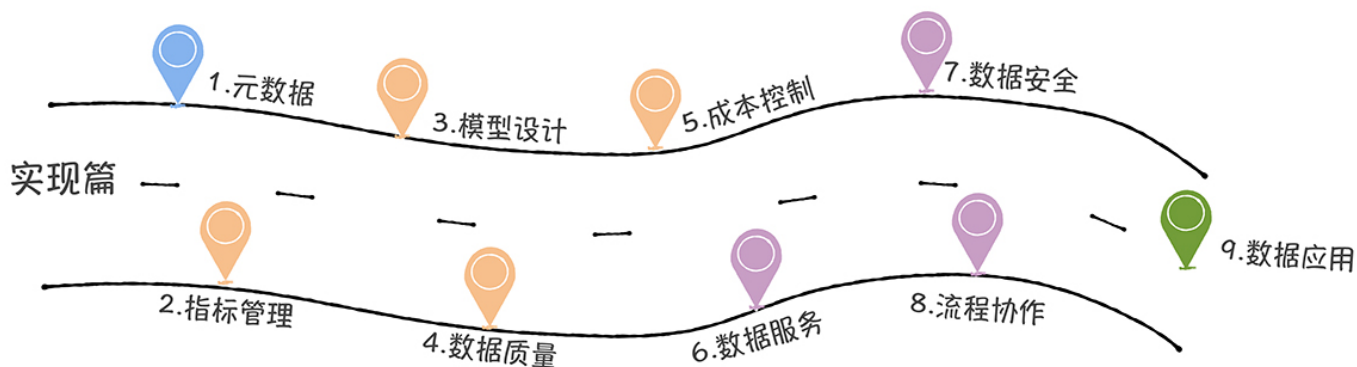 实现篇
1.元数据
2.指标管理
3.模型设计
4.数据质量
5.成本控制
6.数据服务
7.数据安全
8.流程协作
9.数据应用